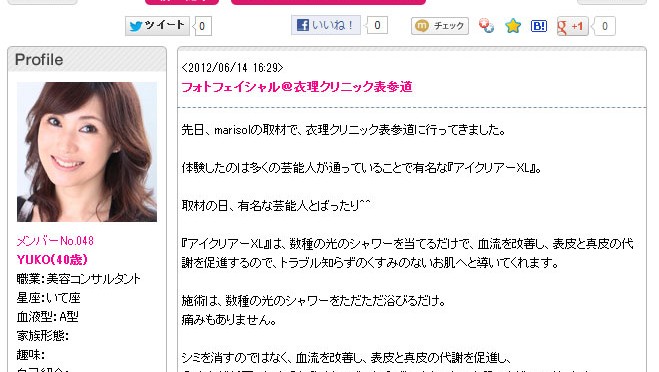 ツイート
0
いいね！
0
チェック
B!
+1
0
Profile
メンバーNo.048
YUKO(40歳)
職業：美容コンサルタント
星座：いて座
血液型：A型
家族形態：
趣味：
<2012/06/14 16:29>
フォトフェイシャル＠衣理クリニック表参道
先日、marisolの取材で、衣理クリニック表参道に行ってきました。
体験したのは多くの芸能人が通っていることで有名な『アイクリアーXL』。
取材の日、有名な芸能人とばったり^^
『アイクリアーXL』は、数種の光のシャワーを当てるだけで、血流を改善し、表皮と真皮の代
謝を促進するので、トラブル知らずのくすみのないお肌へと導いてくれます。
施術は、数種の光のシャワーをただただ浴びるだけ。
痛みもありません。
シミを消すのではなく、血流を改善し、表皮と真皮の代謝を促進し、